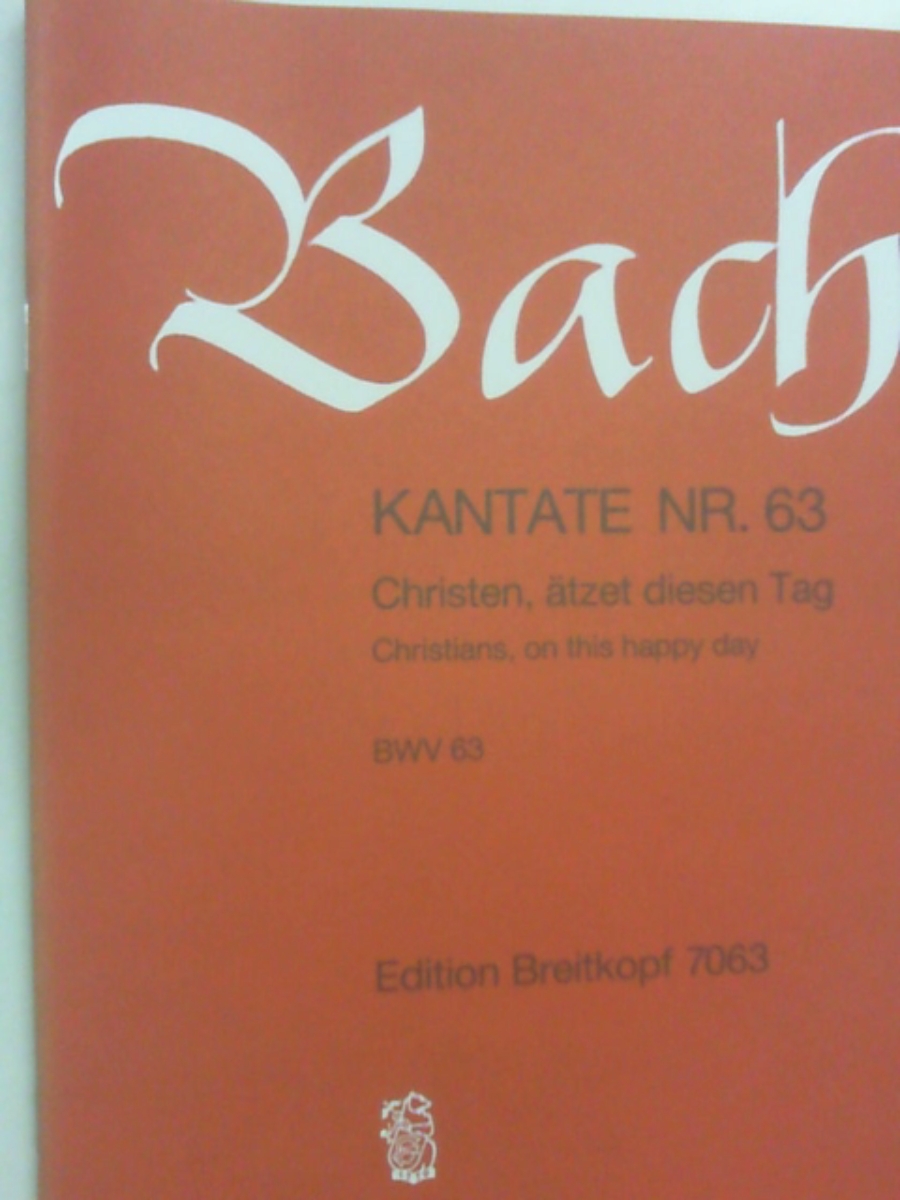 Bach
KANTATE NR. 63
Christen, ätzet diesen Tag
Christians, on this happy day
BWV 63
Edition Breitkopf 7063